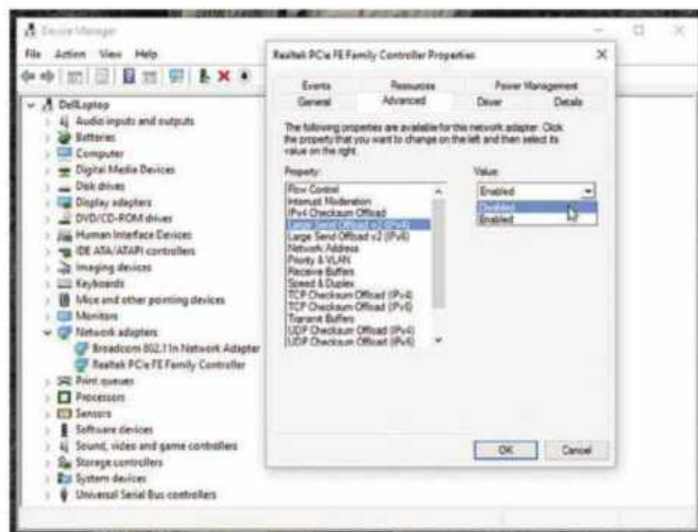 Device Manager
File Action View Help
DellLaptop
Audio inputs and outputs
Batteries
Computer
Digital Media Devices
Disk drives
Display adapters
DVD/CD-ROM drives
Human Interface Devices
IDE ATA/ATAPI controllers
Imaging devices
Keyboards
Mice and other pointing devices
Monitors
Network adapters
Broadcom 802.11n Network Adapter
Realtek PCIe FE Family Controller
Print queues
Processors
Sensors
Software devices
Sound, video and game controllers
Storage controllers
System devices
Universal Serial Bus controllers
Realtek PCIe FE Family Controller Properties
Events Resources Power Management
General Advanced Driver Details
The following properties are available for this network adapter. Click
the property that you want to change on the left and then select its
value on the right.
Property:
Flow Control
Interrupt Moderation
IPv4 Checksum Offload
Large Send Offload v2 (IPv4)
Large Send Offload v2 (IPv6)
Network Address
Priority & VLAN
Receive Buffers
Speed & Duplex
TCP Checksum Offload (IPv4)
TCP Checksum Offload (IPv6)
Transmit Buffers
UDP Checksum Offload (IPv4)
UDP Checksum Offload (IPv6)
Value:
Enabled
Disabled
Enabled
OK Cancel